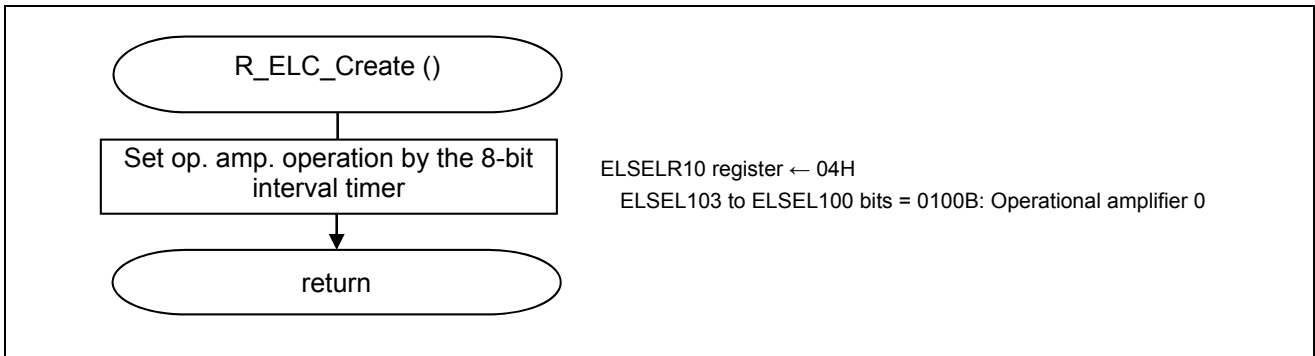 R_ELC_Create ()
Set op. amp. operation by the 8-bit
interval timer
ELSELR10 register ← 04H
ELSEL103 to ELSEL100 bits = 0100B: Operational amplifier 0
return